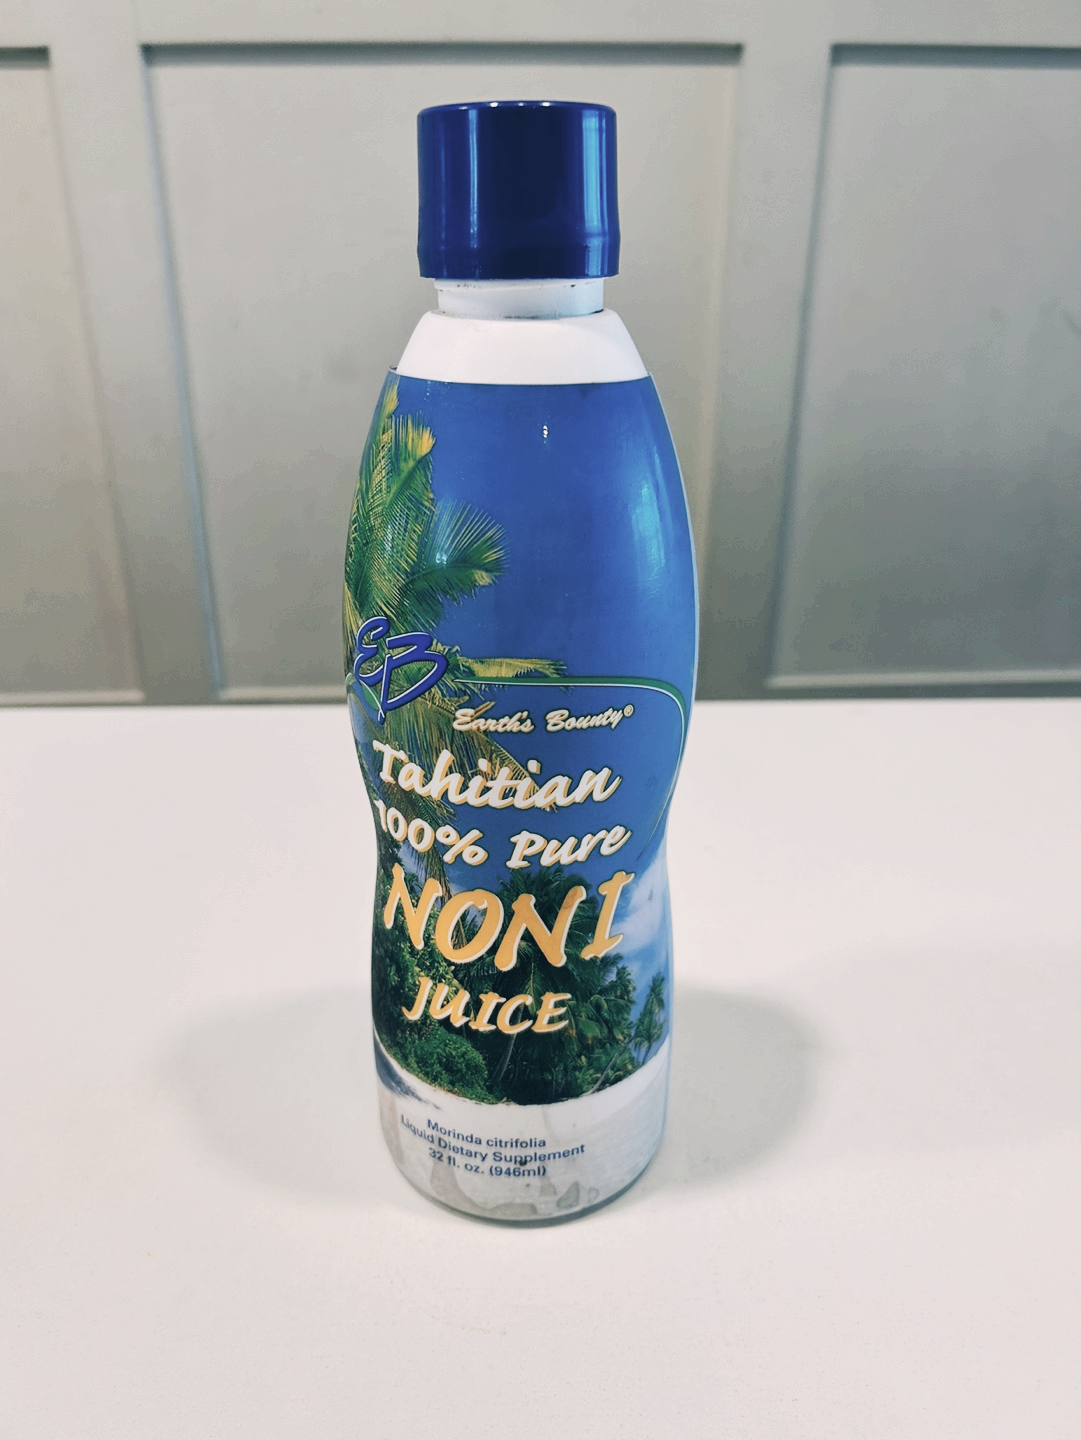 EB
Earth's Bounty®
Tahitian
100% Pure
NONI
JUICE
Morinda citrifolia
Liquid Dietary Supplement
32 fl. oz. (946ml)